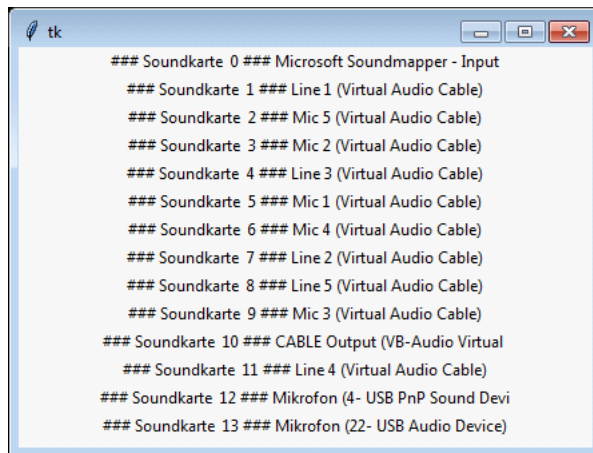 tk
### Soundkarte 0 ### Microsoft Soundmapper - Input
### Soundkarte 1 ### Line 1 (Virtual Audio Cable)
### Soundkarte 2 ### Mic 5 (Virtual Audio Cable)
### Soundkarte 3 ### Mic 2 (Virtual Audio Cable)
### Soundkarte 4 ### Line 3 (Virtual Audio Cable)
### Soundkarte 5 ### Mic 1 (Virtual Audio Cable)
### Soundkarte 6 ### Mic 4 (Virtual Audio Cable)
### Soundkarte 7 ### Line 2 (Virtual Audio Cable)
### Soundkarte 8 ### Line 5 (Virtual Audio Cable)
### Soundkarte 9 ### Mic 3 (Virtual Audio Cable)
### Soundkarte 10 ### CABLE Output (VB-Audio Virtual
### Soundkarte 11 ### Line 4 (Virtual Audio Cable)
### Soundkarte 12 ### Mikrofon (4- USB PnP Sound Devi
### Soundkarte 13 ### Mikrofon (22- USB Audio Device)